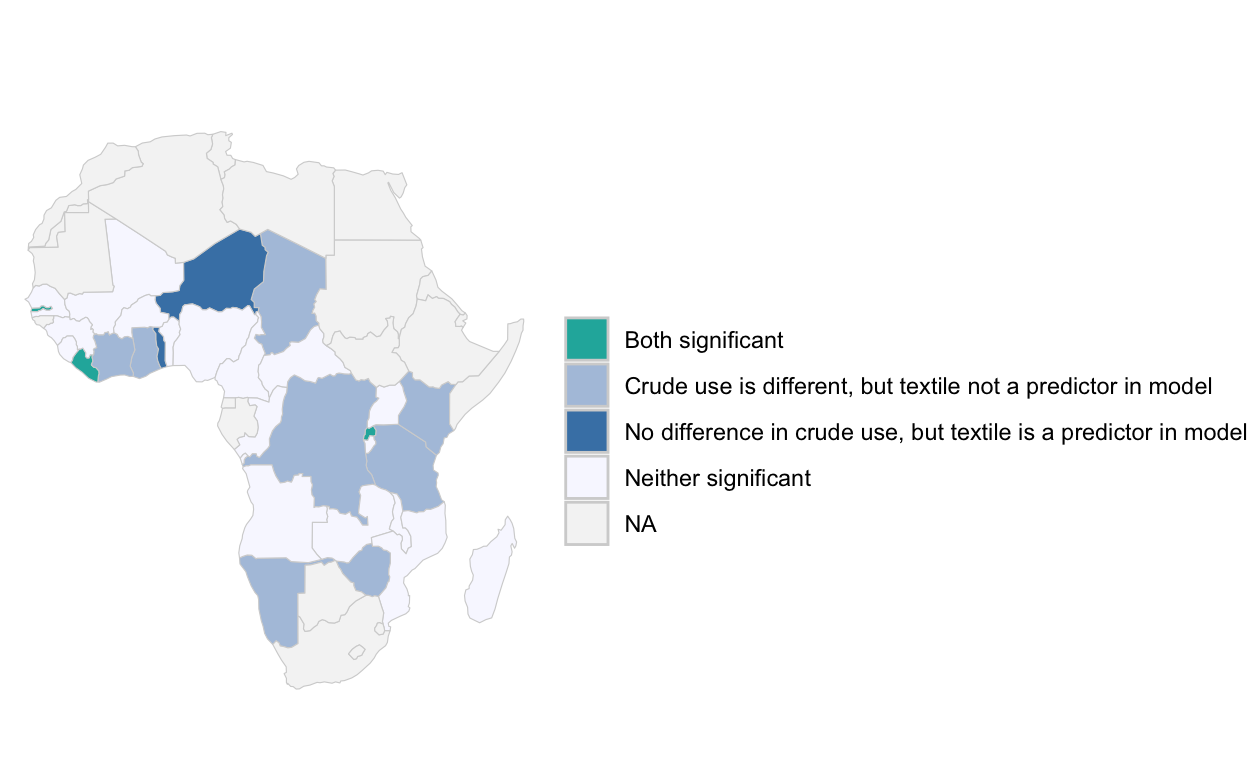 Both significant
Crude use is different, but textile not a predictor in model
No difference in crude use, but textile is a predictor in model
Neither significant
NA